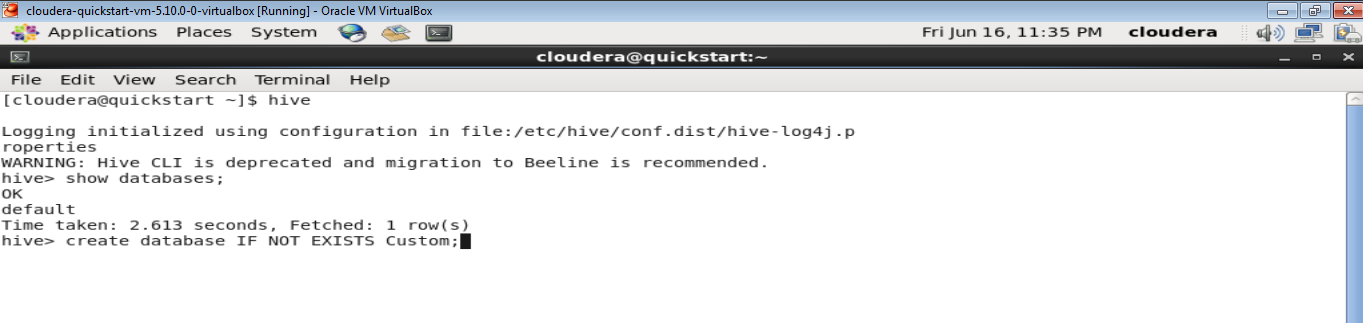 cloudera-quickstart-vm-5.10.0-0-virtualbox [Running] - Oracle VM VirtualBox
Applications Places System Fri Jun 16, 11:35 PM cloudera
cloudera@quickstart:~
File Edit View Search Terminal Help
[cloudera@quickstart ~]$ hive
Logging initialized using configuration in file:/etc/hive/conf.dist/hive-log4j.p
roperties
WARNING: Hive CLI is deprecated and migration to Beeline is recommended.
hive> show databases;
OK
default
Time taken: 2.613 seconds, Fetched: 1 row(s)
hive> create database IF NOT EXISTS Custom;